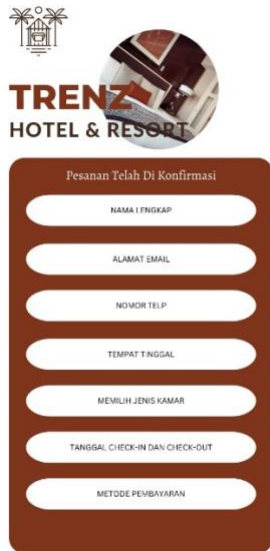 TRENZ
HOTEL & RESORT
Pesanan Telah Di Konfirmasi
NAMA LENGKAP
ALAMAT EMAIL
NOMOR TELP
TEMPAT TINGGAL
MEMILIH JENIS KAMAR
TANGGAL CHECK-IN DAN CHECK-OUT
METODE PEMBAYARAN